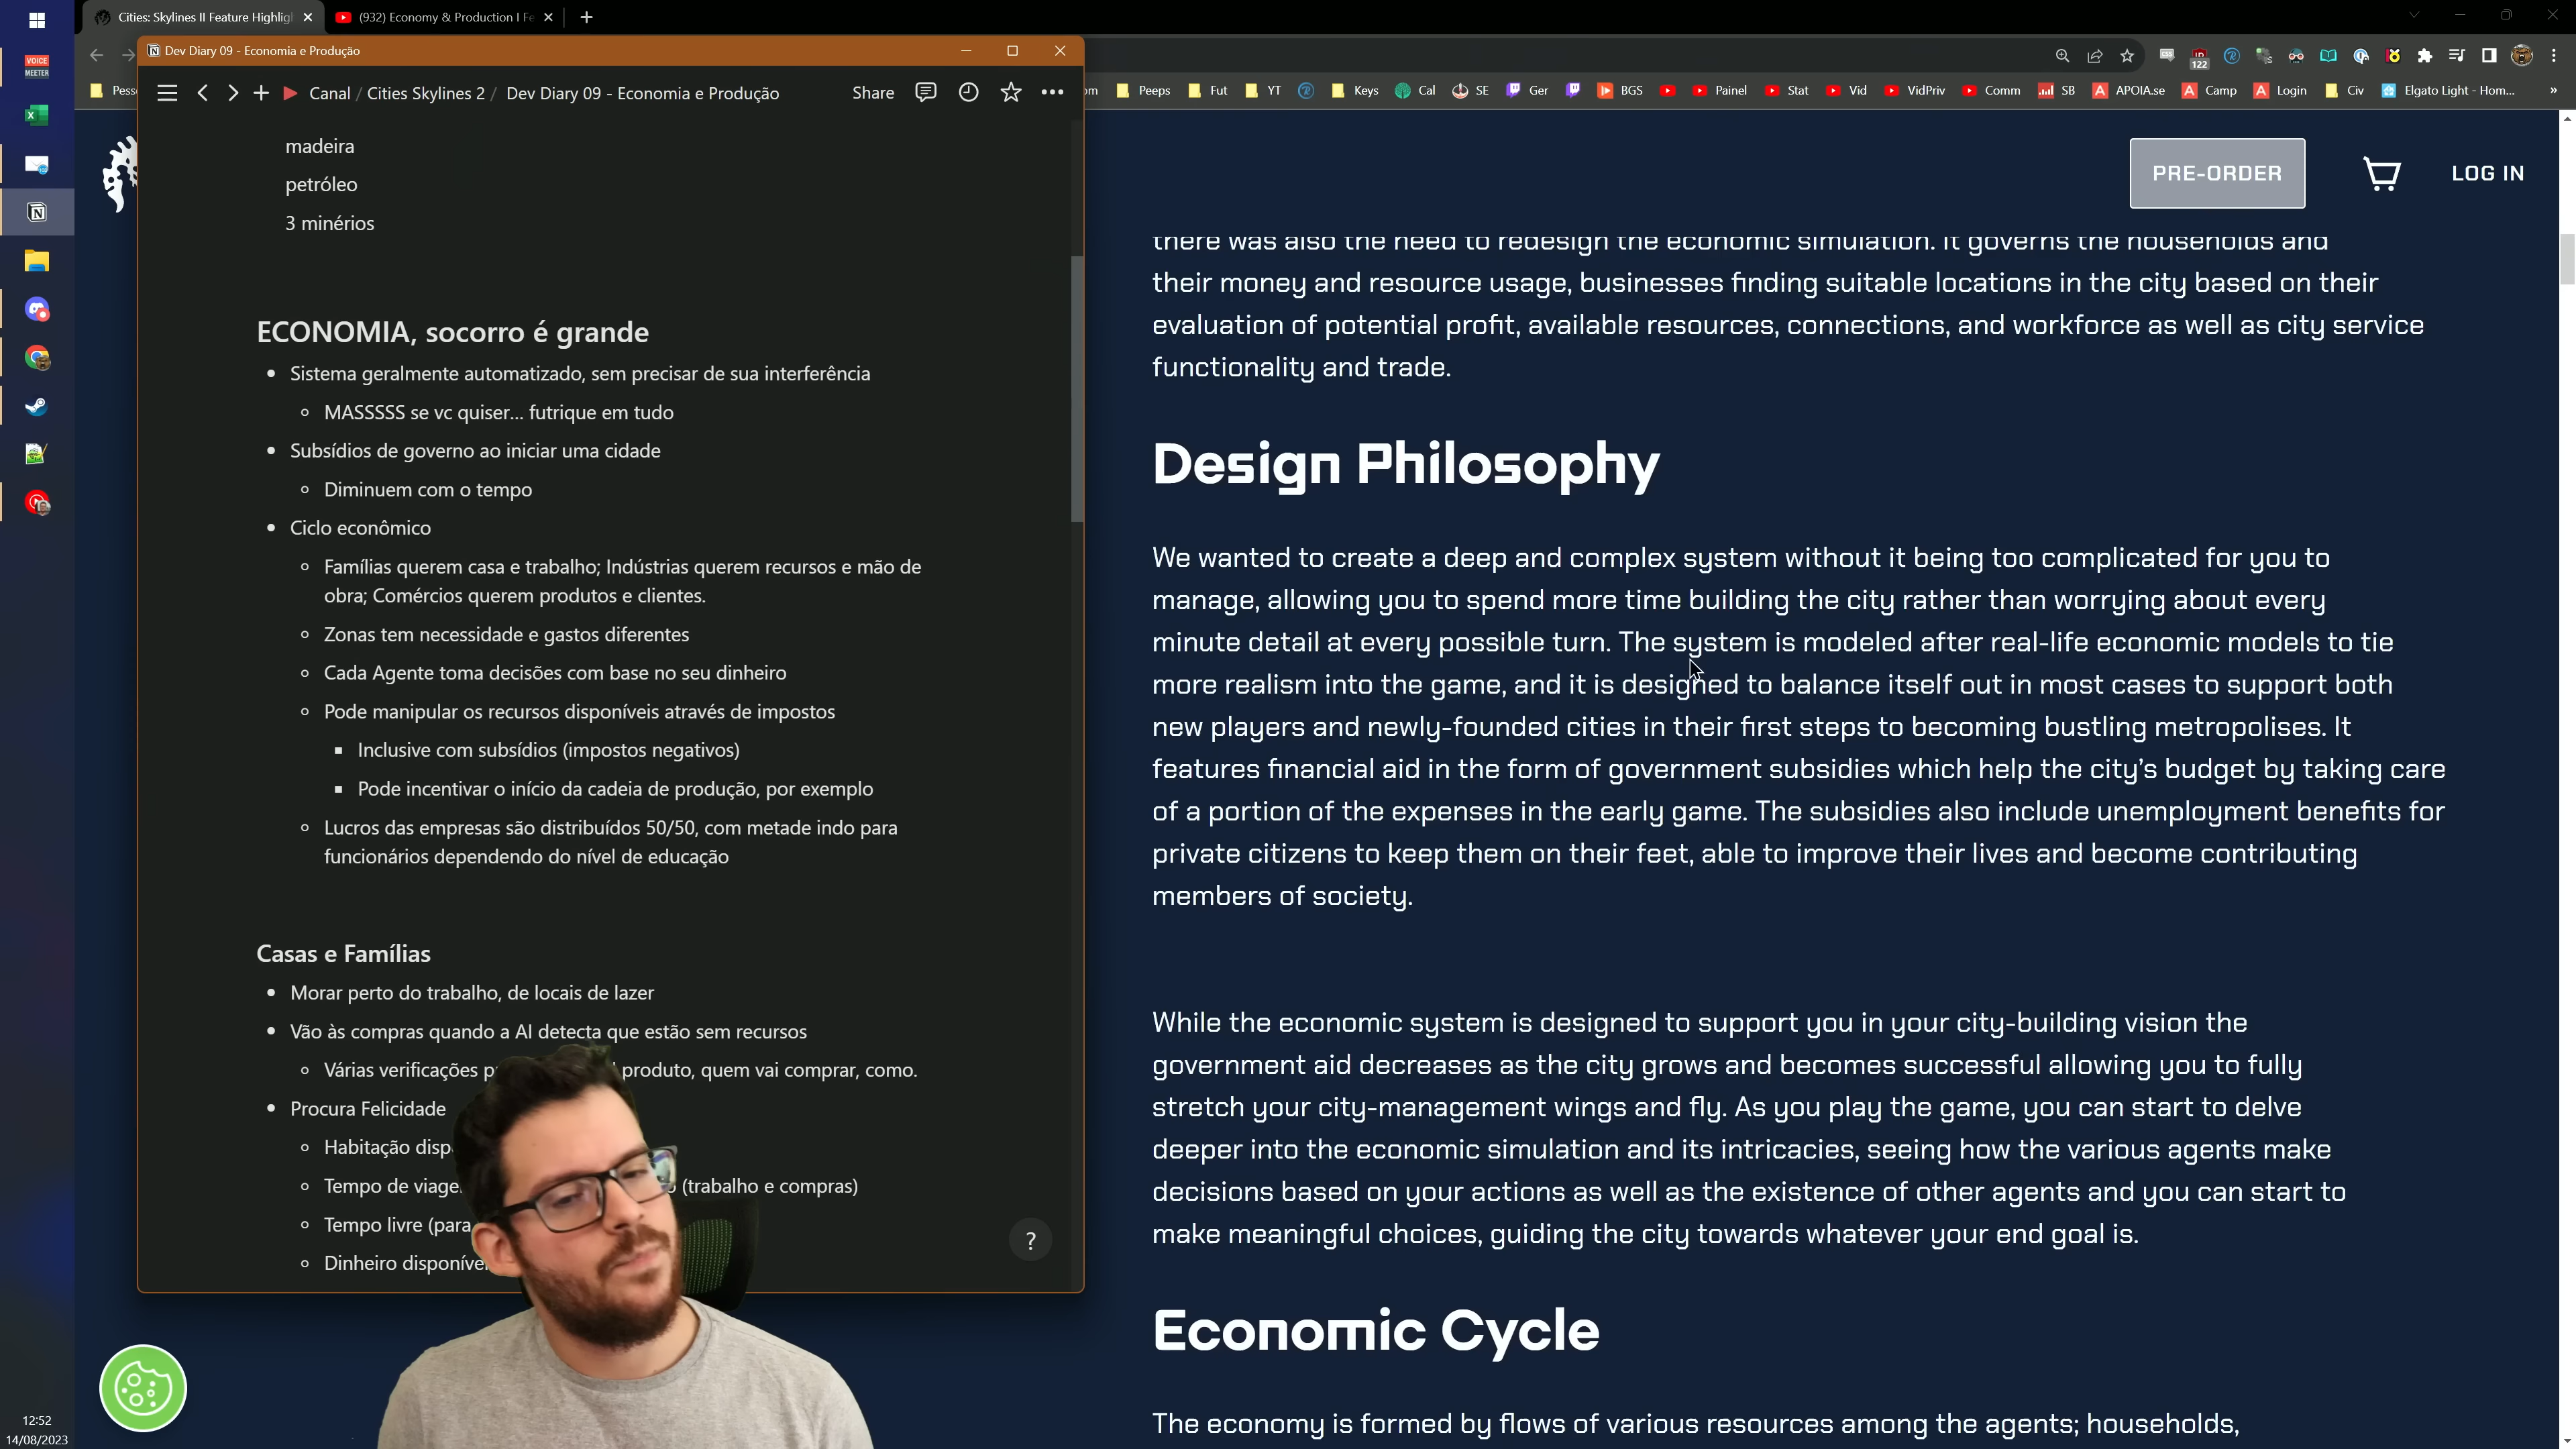 Cities: Skylines II Feature Highligh
(932) Economy & Production I Fe
Dev Diary 09 - Economia e Produção
Canal / Cities Skylines 2 / Dev Diary 09 - Economia e Produção
Share
VOICE
MEETER
122
Peeps
Fut
YT
Keys
Cal
SE
Ger
BGS
Painel
Stat
Vid
VidPriv
Comm
SB
APOIA.se
Camp
Login
Civ
Elgato Light - Hom...
»
madeira
petróleo
3 minérios
ECONOMIA, socorro é grande
• Sistema geralmente automatizado, sem precisar de sua interferência
◦ MASSSSS se vc quiser... futrique em tudo
• Subsídios de governo ao iniciar uma cidade
◦ Diminuem com o tempo
• Ciclo econômico
◦ Famílias querem casa e trabalho; Indústrias querem recursos e mão de
obra; Comércios querem produtos e clientes.
◦ Zonas tem necessidade e gastos diferentes
◦ Cada Agente toma decisões com base no seu dinheiro
◦ Pode manipular os recursos disponíveis através de impostos
▪ Inclusive com subsídios (impostos negativos)
▪ Pode incentivar o início da cadeia de produção, por exemplo
◦ Lucros das empresas são distribuídos 50/50, com metade indo para
funcionários dependendo do nível de educação
Casas e Famílias
• Morar perto do trabalho, de locais de lazer
• Vão às compras quando a AI detecta que estão sem recursos
◦ Várias verificações produto, quem vai comprar, como.
• Procura Felicidade
◦ Habitação
◦ Tempo de (trabalho e compras)
◦ Tempo livre (para
◦ Dinheiro
?
12:52
14/08/2023
PRE-ORDER
LOG IN
there was also the need to redesign the economic simulation. It governs the households and
their money and resource usage, businesses finding suitable locations in the city based on their
evaluation of potential profit, available resources, connections, and workforce as well as city service
functionality and trade.
Design Philosophy
We wanted to create a deep and complex system without it being too complicated for you to
manage, allowing you to spend more time building the city rather than worrying about every
minute detail at every possible turn. The system is modeled after real-life economic models to tie
more realism into the game, and it is designed to balance itself out in most cases to support both
new players and newly-founded cities in their first steps to becoming bustling metropolises. It
features financial aid in the form of government subsidies which help the city's budget by taking care
of a portion of the expenses in the early game. The subsidies also include unemployment benefits for
private citizens to keep them on their feet, able to improve their lives and become contributing
members of society.
While the economic system is designed to support you in your city-building vision the
government aid decreases as the city grows and becomes successful allowing you to fully
stretch your city-management wings and fly. As you play the game, you can start to delve
deeper into the economic simulation and its intricacies, seeing how the various agents make
decisions based on your actions as well as the existence of other agents and you can start to
make meaningful choices, guiding the city towards whatever your end goal is.
Economic Cycle
The economy is formed by flows of various resources among the agents; households,